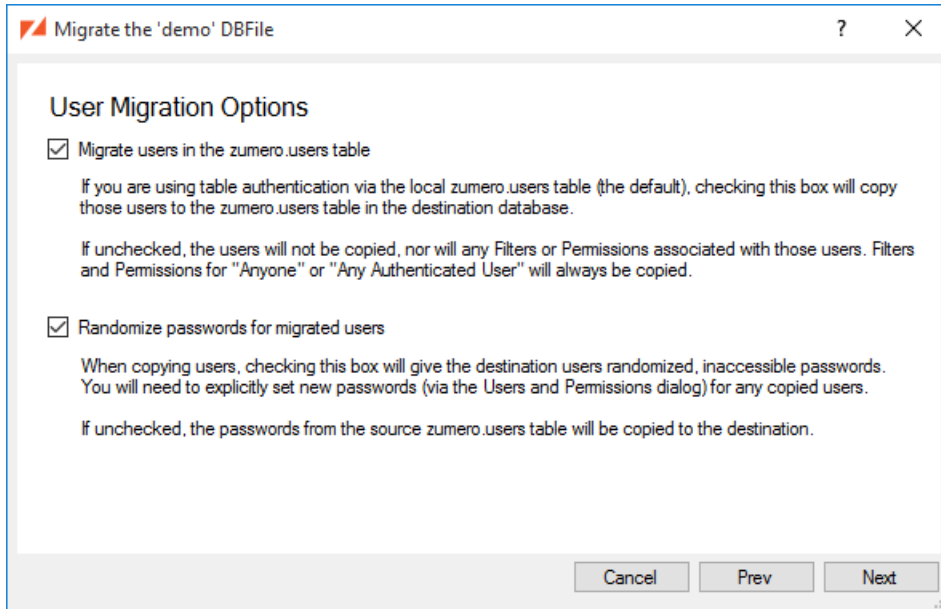 Migrate the 'demo' DBFile
?
User Migration Options
Migrate users in the zumero.users table
If you are using table authentication via the local zumero.users table (the default), checking this box will copy
those users to the zumero.users table in the destination database.
If unchecked, the users will not be copied, nor will any Filters or Permissions associated with those users. Filters
and Permissions for "Anyone" or "Any Authenticated User" will always be copied.
Randomize passwords for migrated users
When copying users, checking this box will give the destination users randomized, inaccessible passwords.
You will need to explicitly set new passwords (via the Users and Permissions dialog) for any copied users.
If unchecked, the passwords from the source zumero.users table will be copied to the destination.
Cancel Prev Next